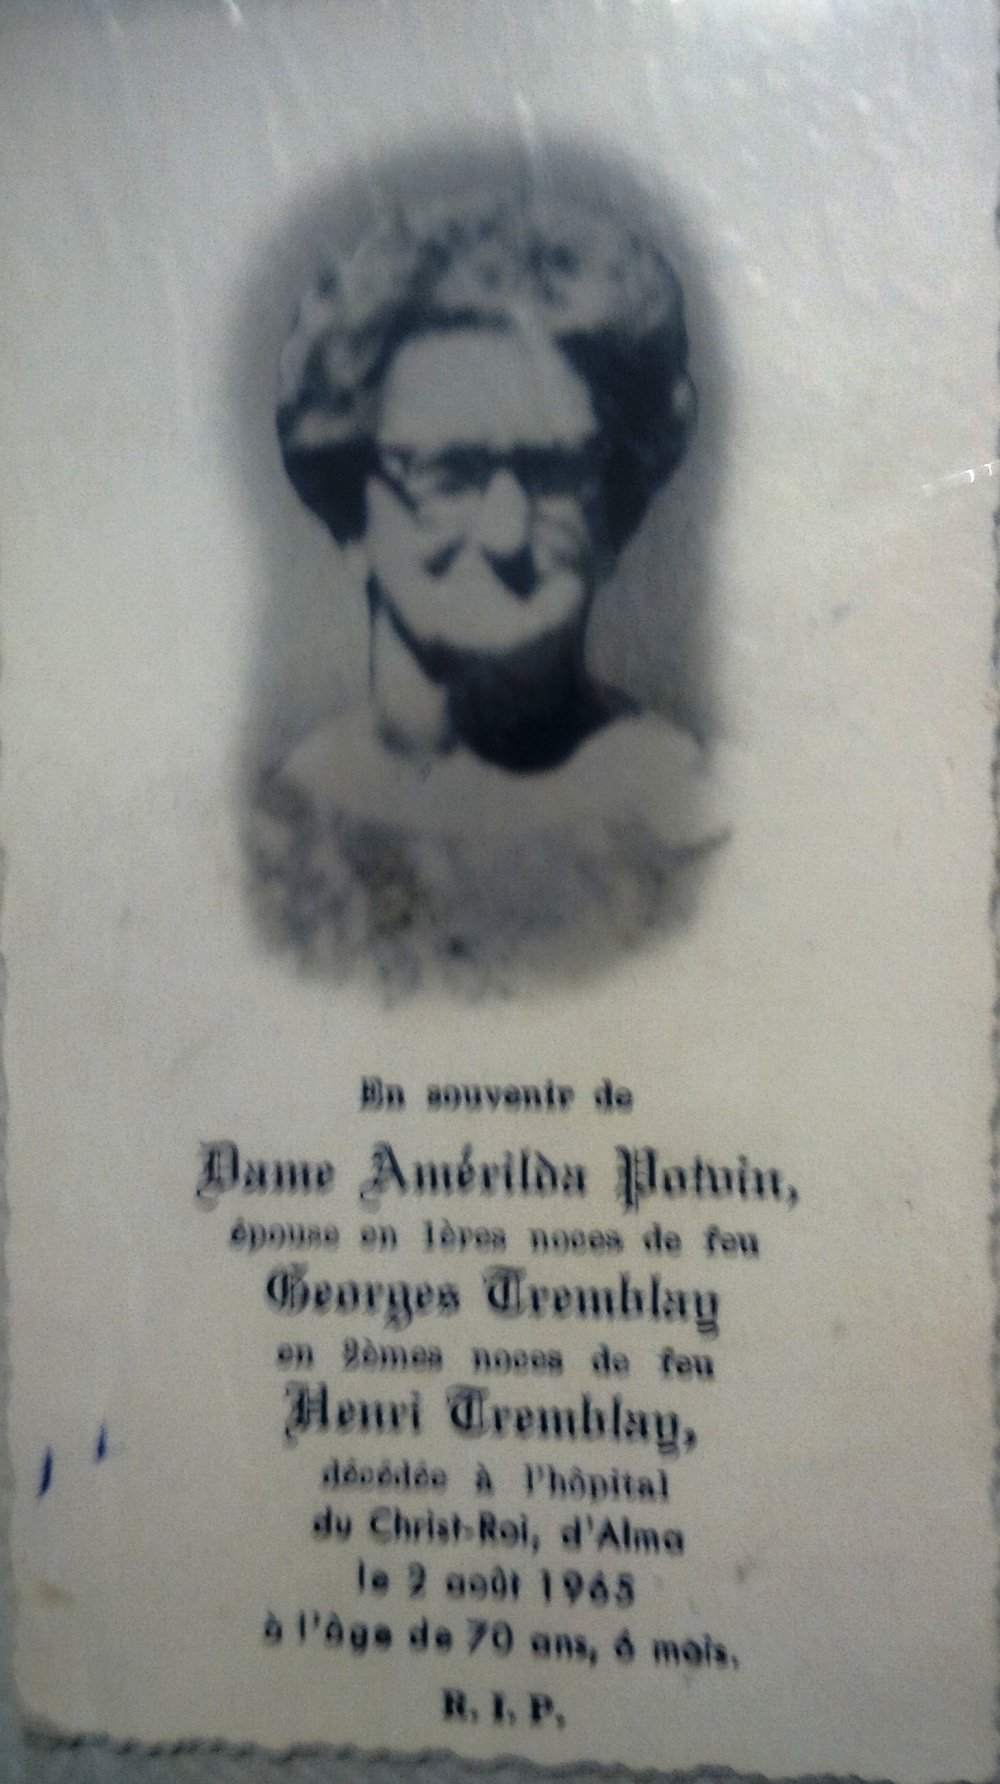 En souvenir de
Dame Amérilda Potvin,
épouse en 1ères noces de feu
Georges Tremblay
en 2èmes noces de feu
Henri Tremblay,
décédée à l'hôpital
du Christ-Roi, d'Alma
le 2 août 1965
à l'âge de 70 ans, 6 mois.
R. I. P.